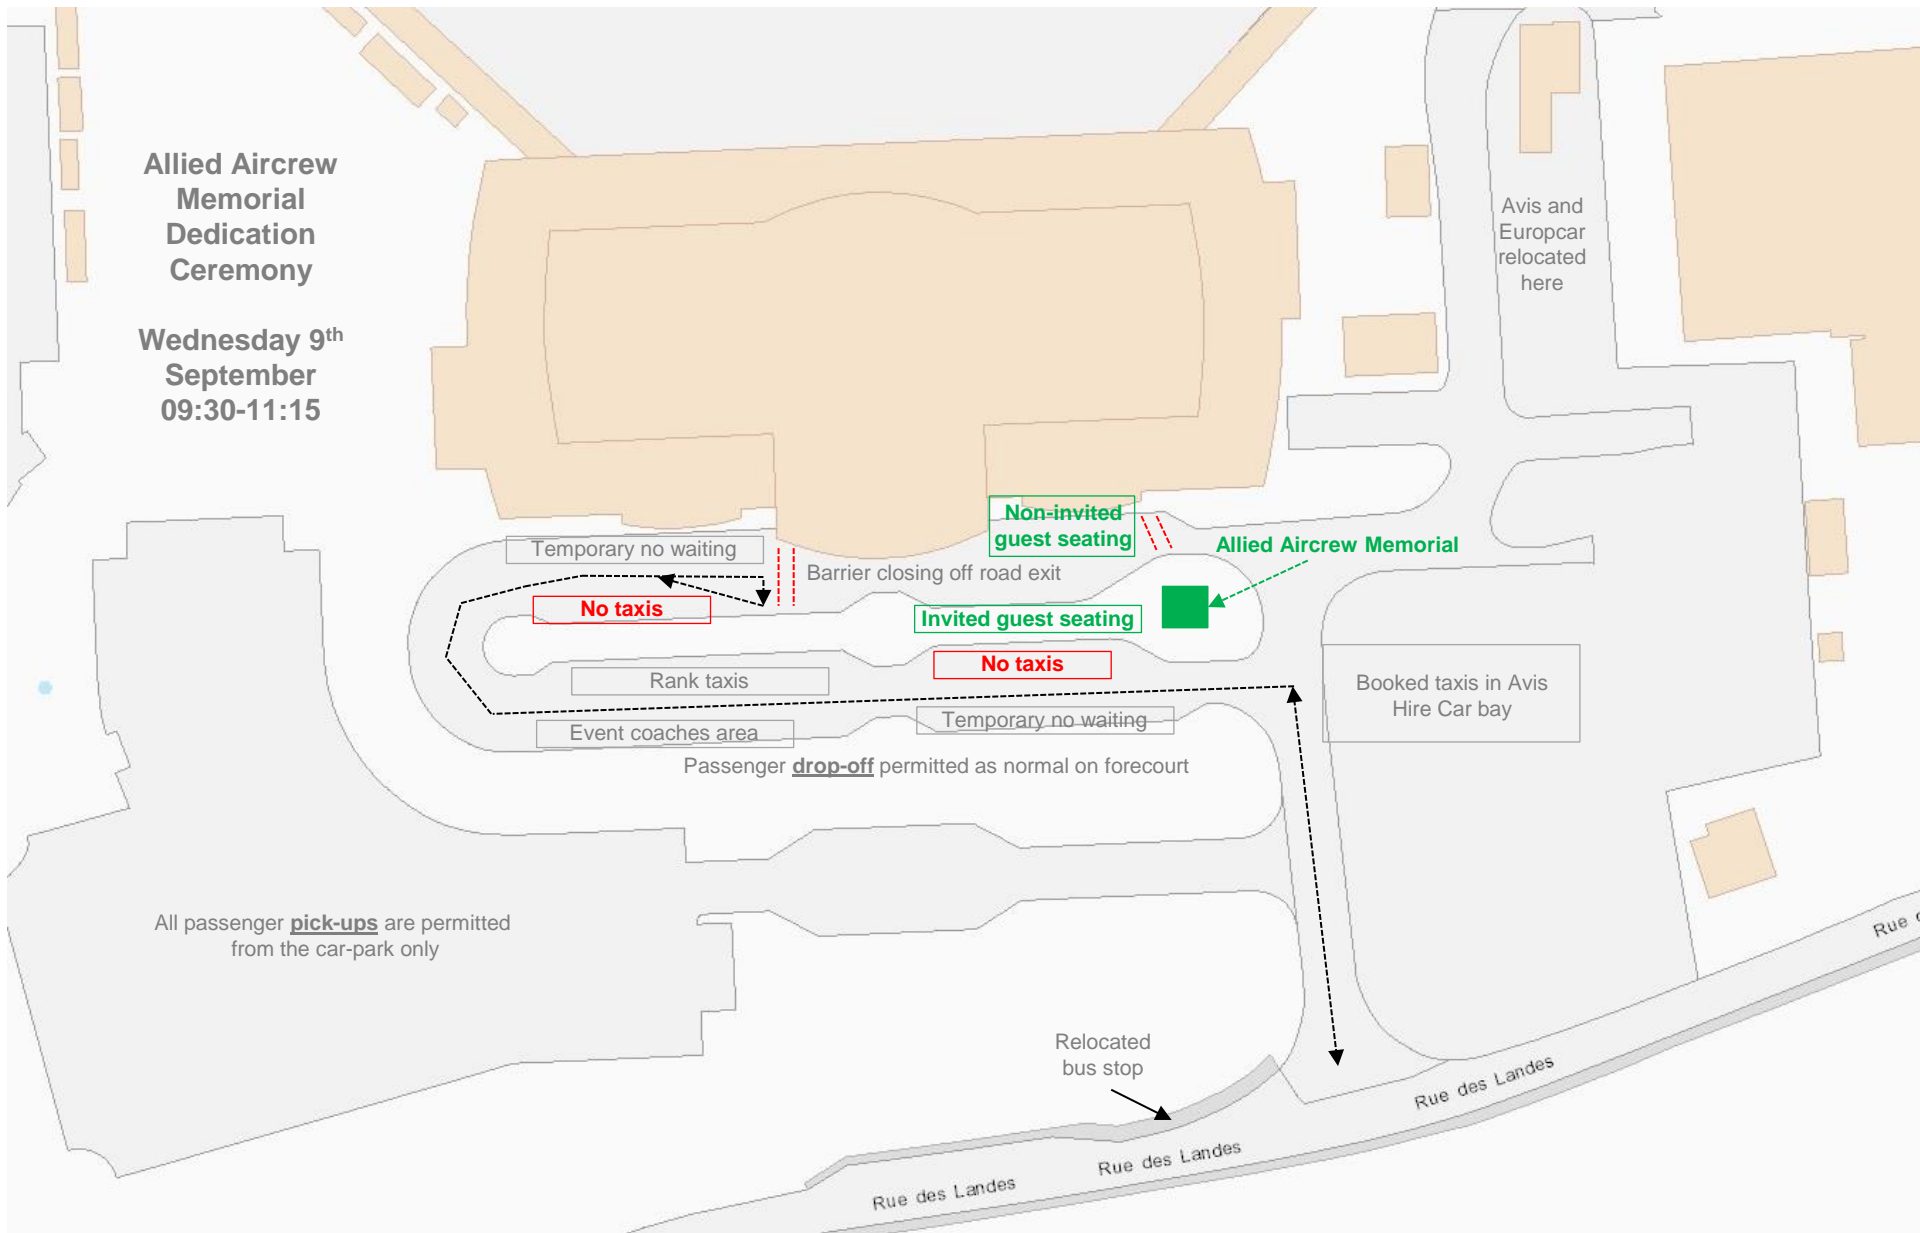 Allied Aircrew
Memorial
Dedication
Ceremony
Wednesday 9th
September
09:30-11:15
Avis and
Europcar
relocated
here
Non-invited
guest seating
Temporary no waiting
Barrier closing off road exit
Allied Aircrew Memorial
No taxis
Invited guest seating
No taxis
Rank taxis
Booked taxis in Avis
Hire Car bay
Event coaches area
Temporary no waiting
Passenger drop-off permitted as normal on forecourt
All passenger pick-ups are permitted
from the car-park only
Relocated
bus stop
Rue d
Rue des Landes
Rue des Landes
Rue des Landes